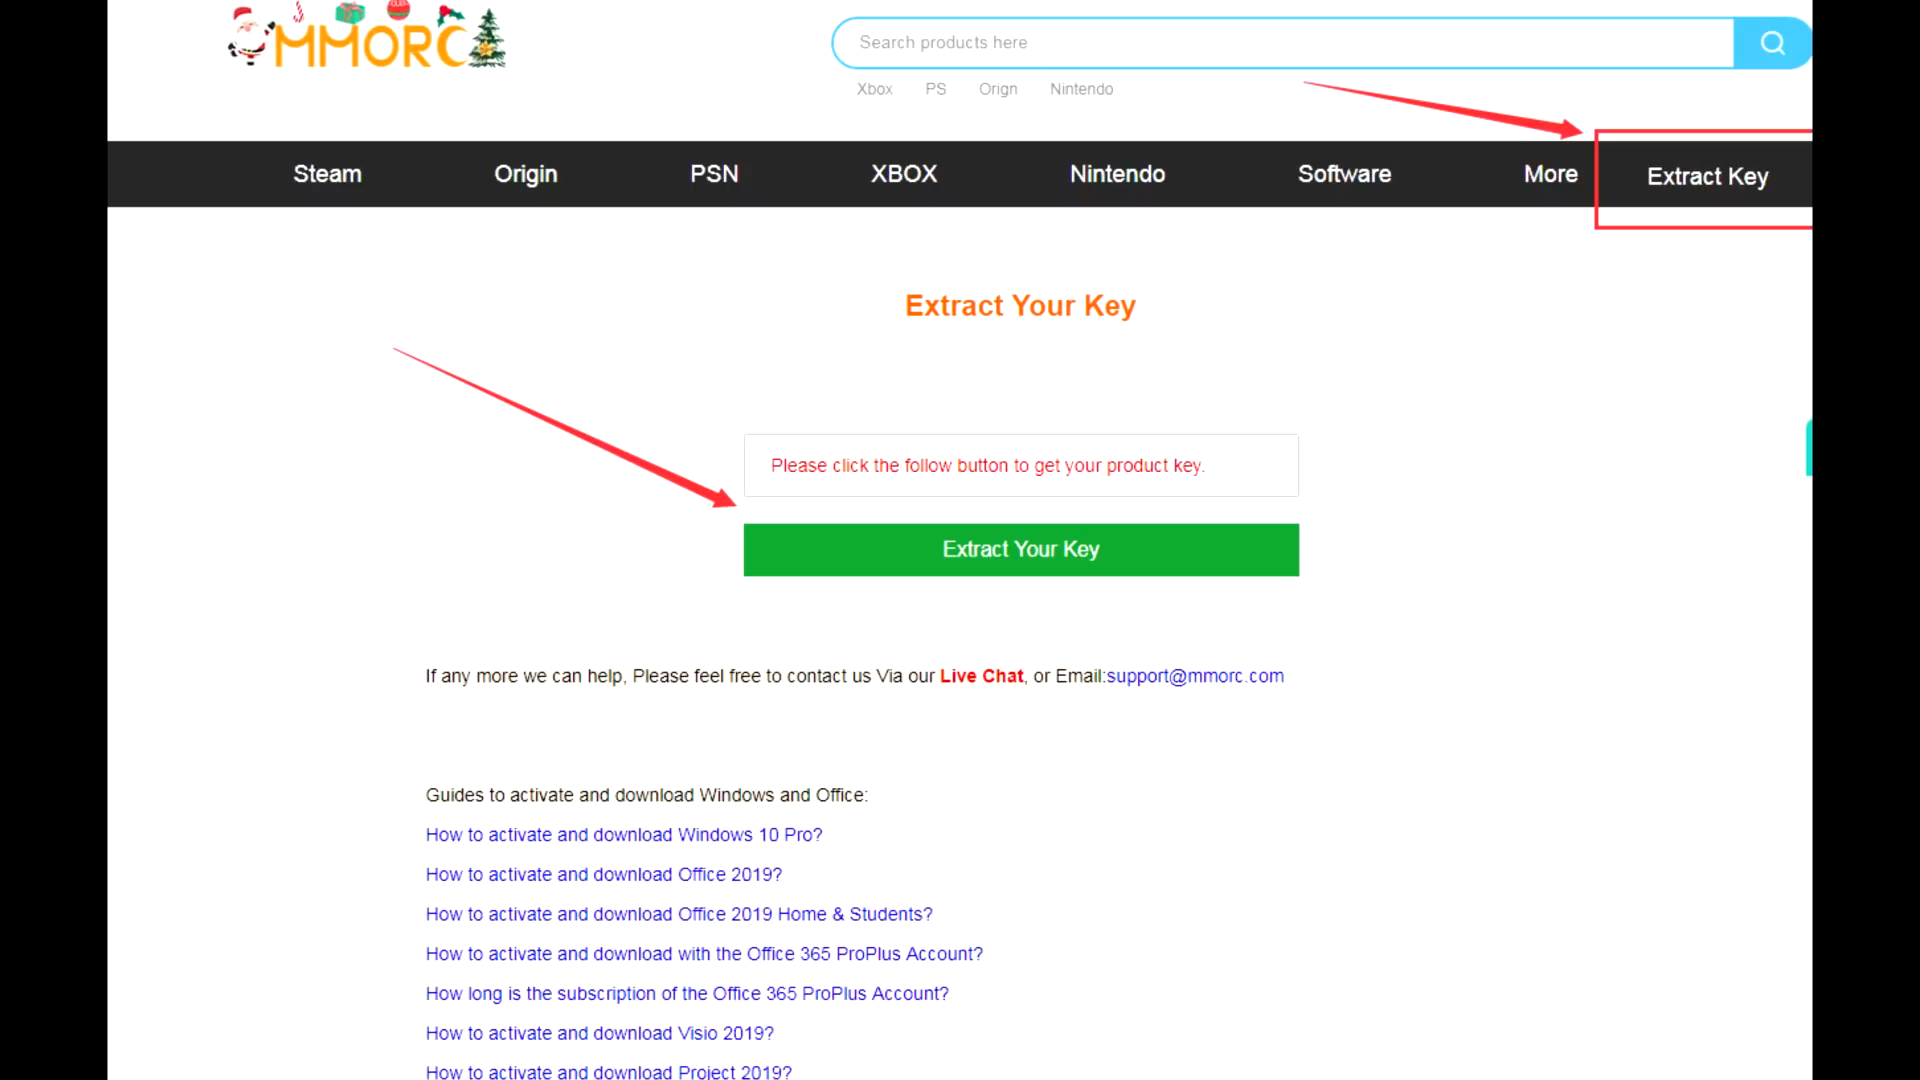 MMORC
Search products here
Xbox PS Orign Nintendo
Steam Origin PSN XBOX Nintendo Software More Extract Key
Extract Your Key
Please click the follow button to get your product key.
Extract Your Key
If any more we can help, Please feel free to contact us Via our Live Chat, or Email:support@mmorc.com
Guides to activate and download Windows and Office:
How to activate and download Windows 10 Pro?
How to activate and download Office 2019?
How to activate and download Office 2019 Home & Students?
How to activate and download with the Office 365 ProPlus Account?
How long is the subscription of the Office 365 ProPlus Account?
How to activate and download Visio 2019?
How to activate and download Project 2019?